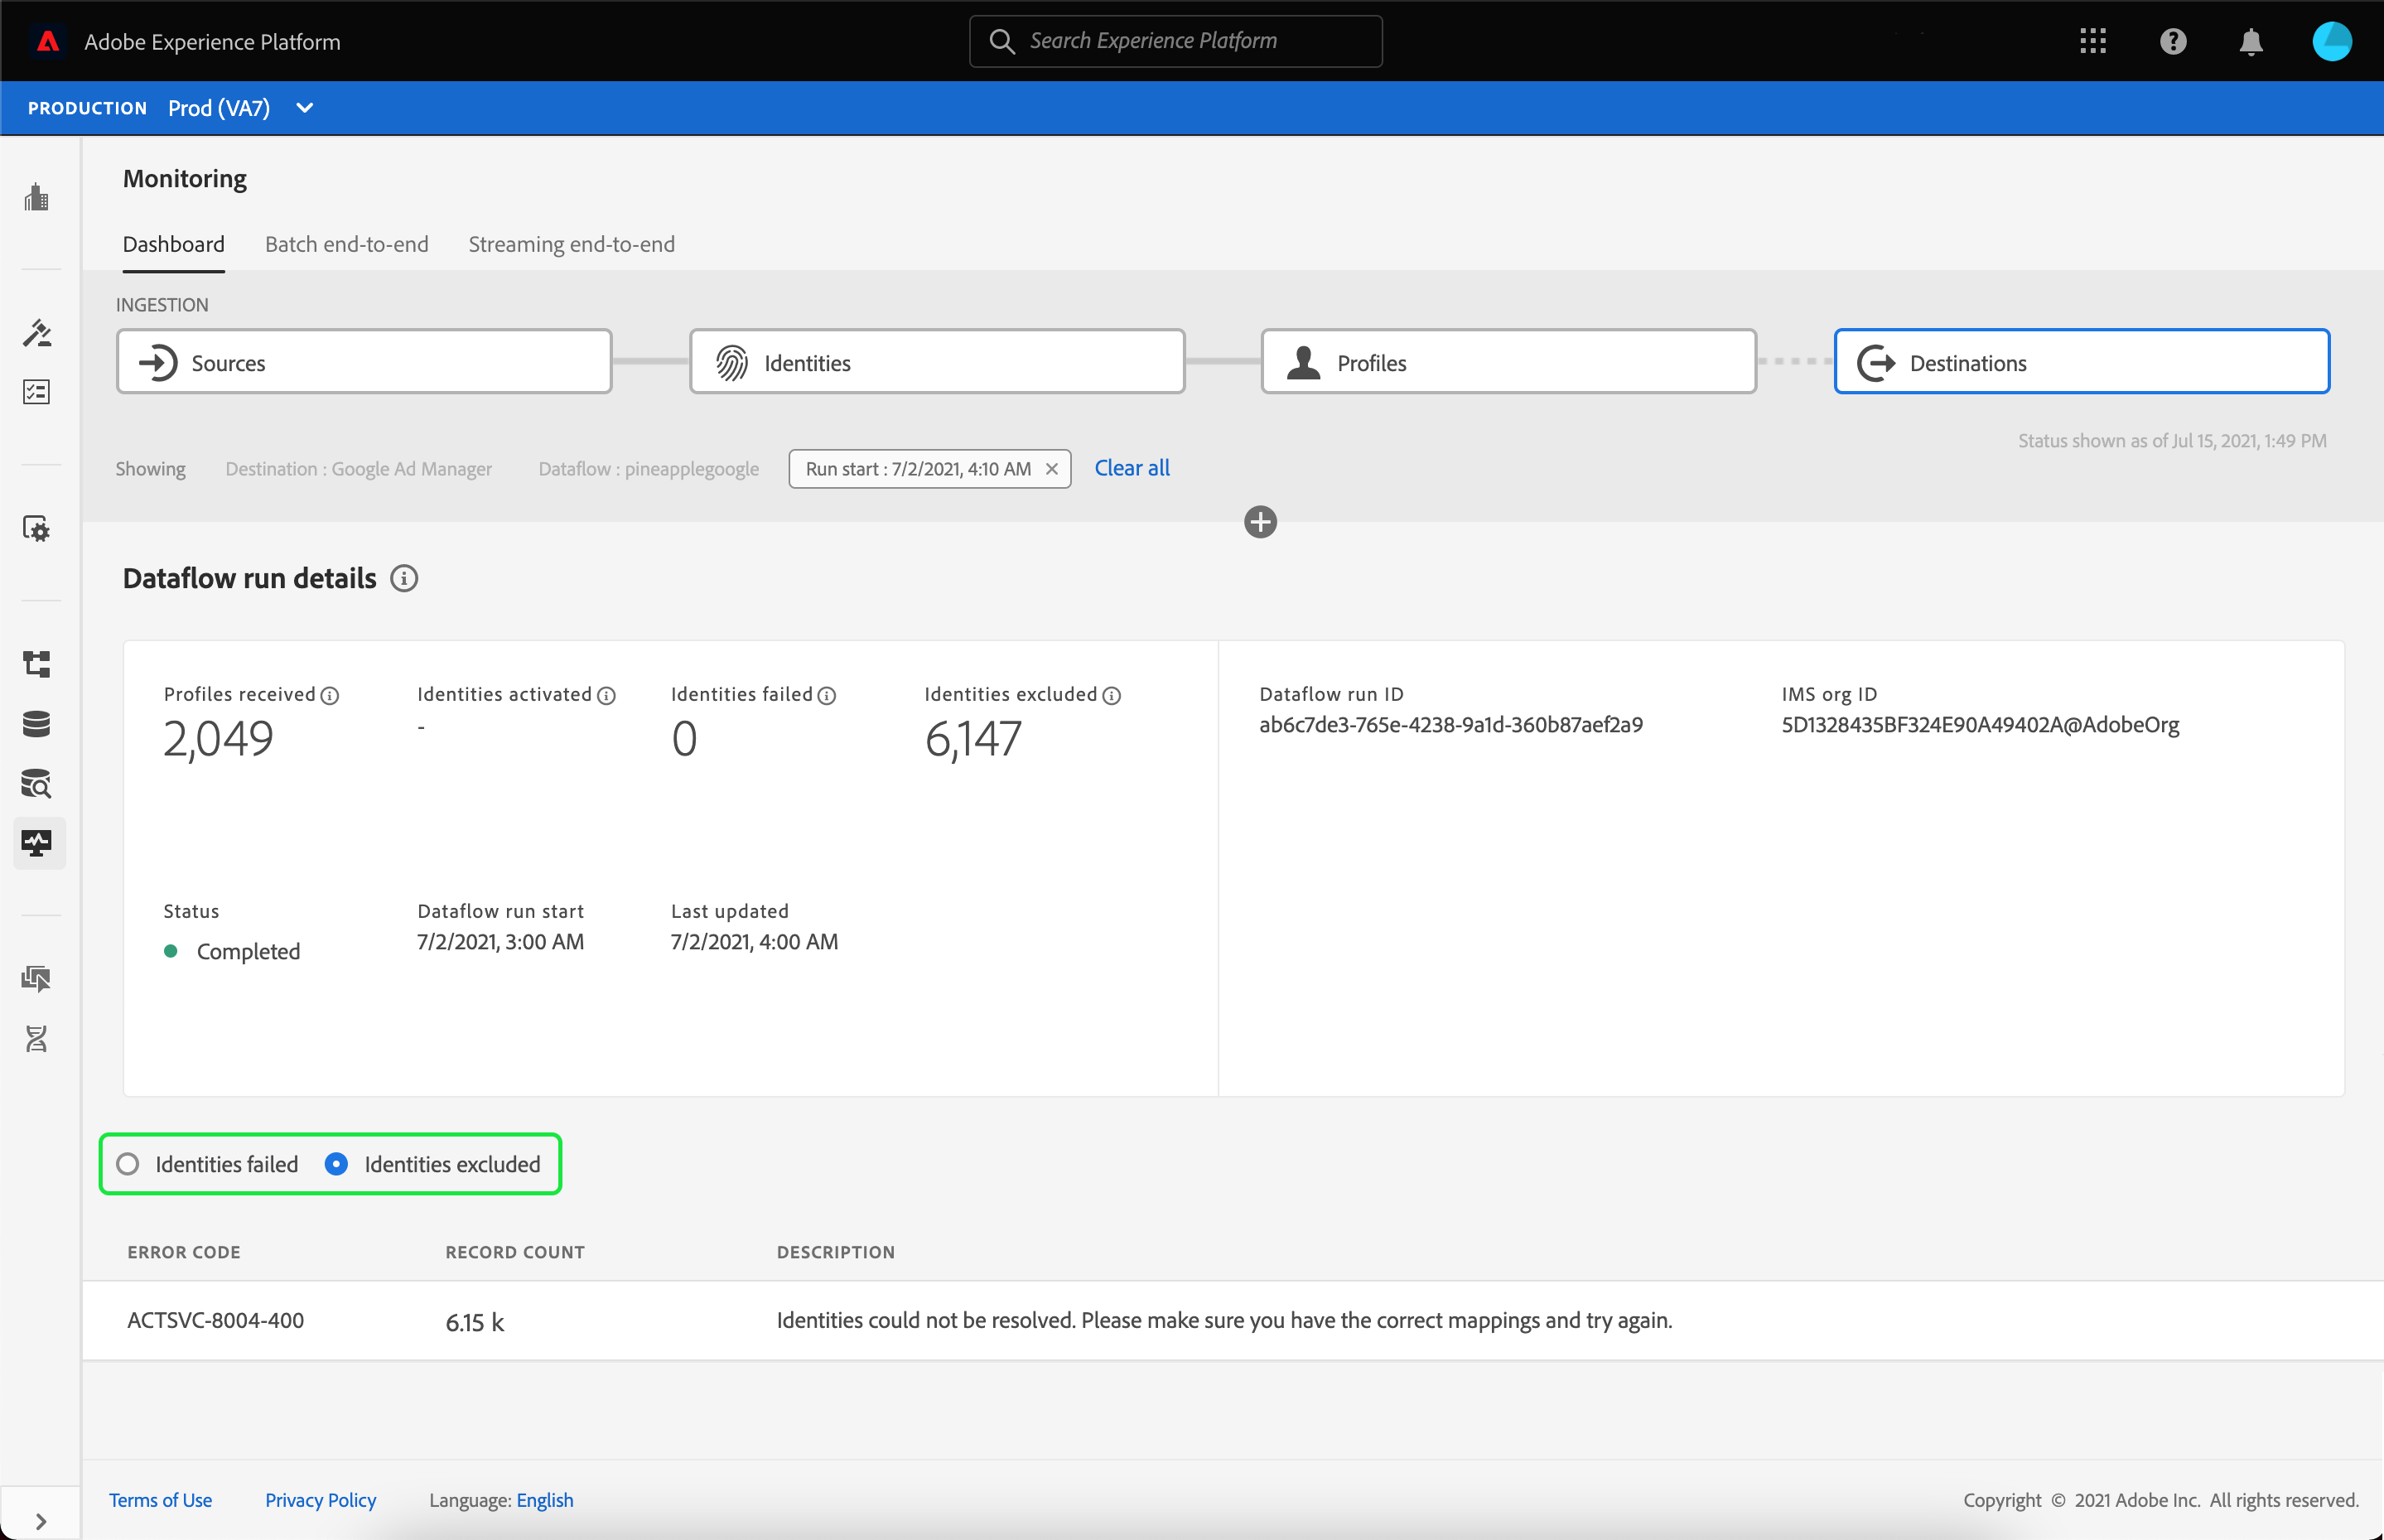 Adobe Experience Platform
Search Experience Platform
PRODUCTION Prod (VA7)
Monitoring
Dashboard Batch end-to-end Streaming end-to-end
INGESTION
Sources Identities Profiles Destinations
Status shown as of Jul 15, 2021, 1:49 PM
Showing Destination : Google Ad Manager Dataflow : pineapplegoogle Run start : 7/2/2021, 4:10 AM Clear all
Dataflow run details
Profiles received Identities activated Identities failed Identities excluded Dataflow run ID IMS org ID
2,049 - 0 6,147 ab6c7de3-765e-4238-9a1d-360b87aef2a9 5D1328435BF324E90A49402A@AdobeOrg
Status Dataflow run start Last updated
Completed 7/2/2021, 3:00 AM 7/2/2021, 4:00 AM
Identities failed Identities excluded
ERROR CODE RECORD COUNT DESCRIPTION
ACTSVC-8004-400 6.15 k Identities could not be resolved. Please make sure you have the correct mappings and try again.
Terms of Use Privacy Policy Language: English Copyright © 2021 Adobe Inc. All rights reserved.